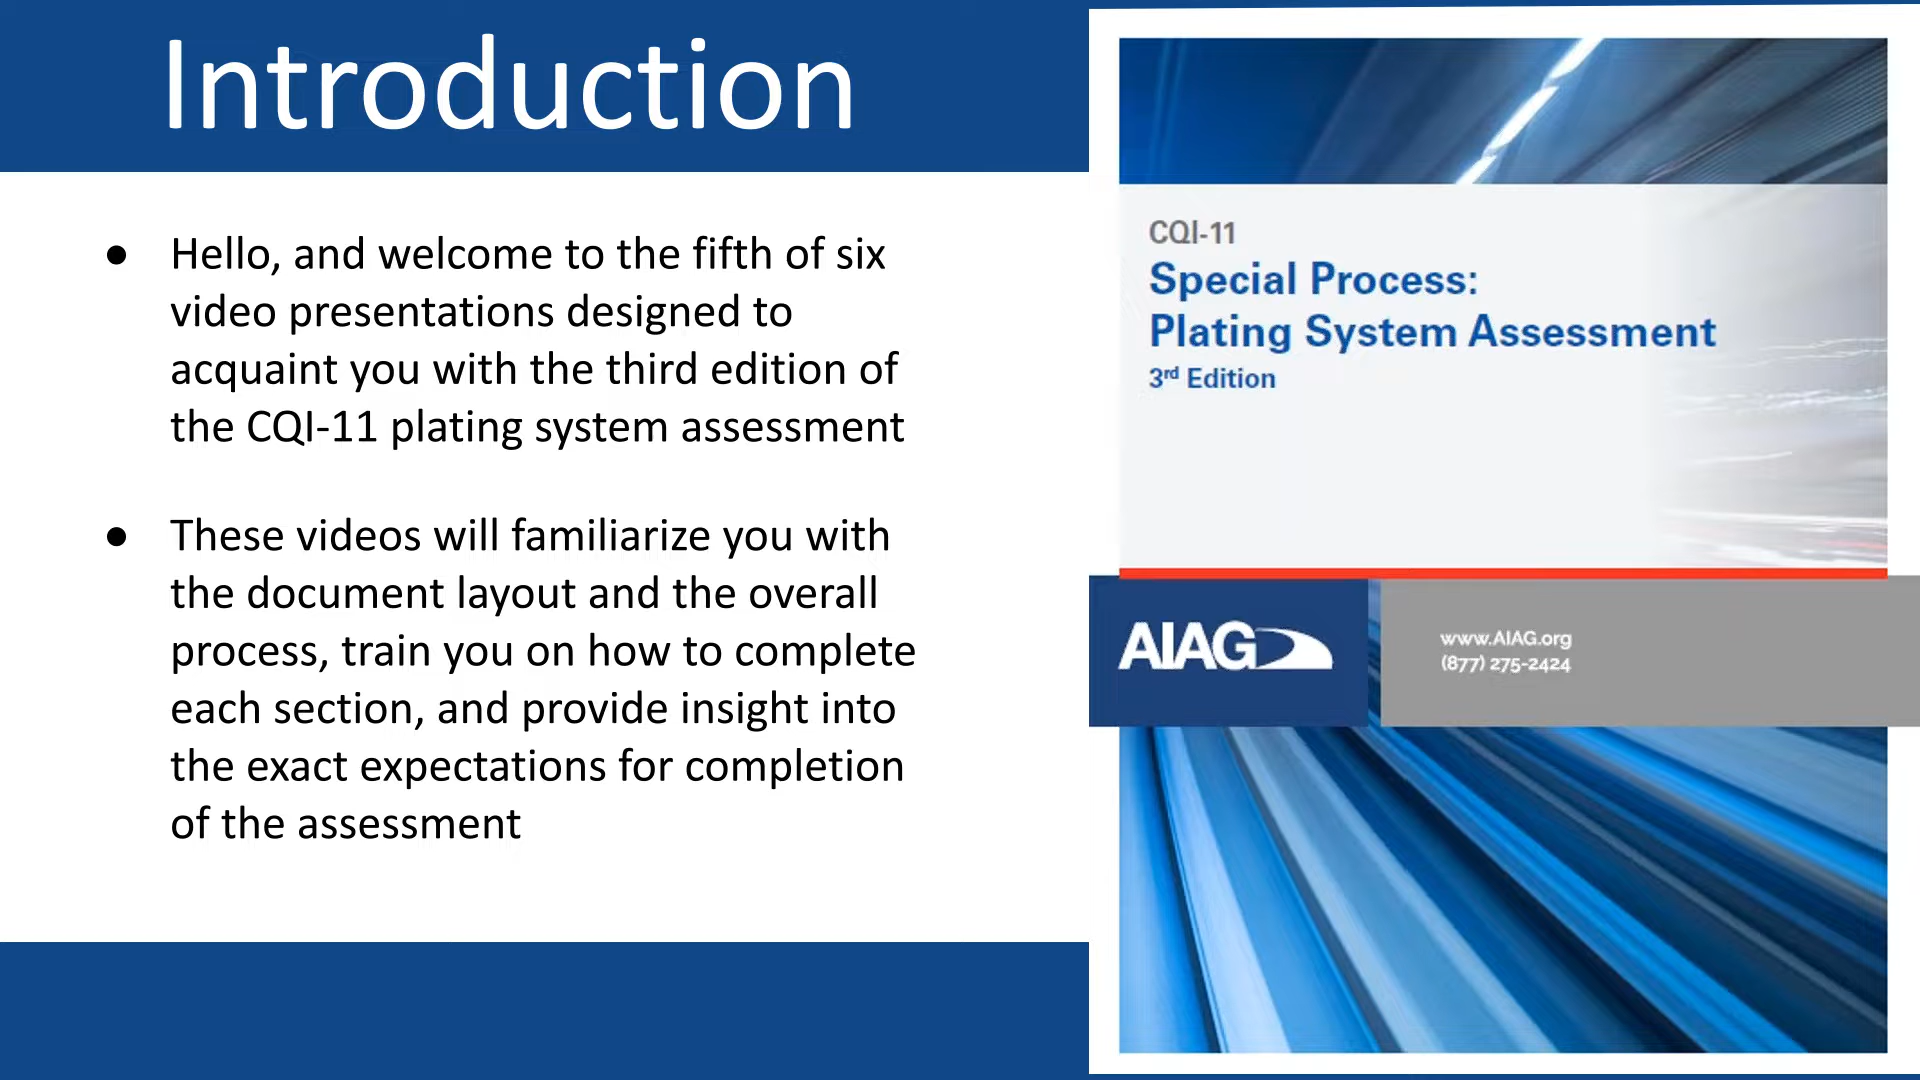 Introduction
● Hello, and welcome to the fifth of six
video presentations designed to
acquaint you with the third edition of
the CQI-11 plating system assessment
● These videos will familiarize you with
the document layout and the overall
process, train you on how to complete
each section, and provide insight into
the exact expectations for completion
of the assessment
CQI-11
Special Process:
Plating System Assessment
3rd Edition
AIAG
www.AIAG.org
(877) 275-2424